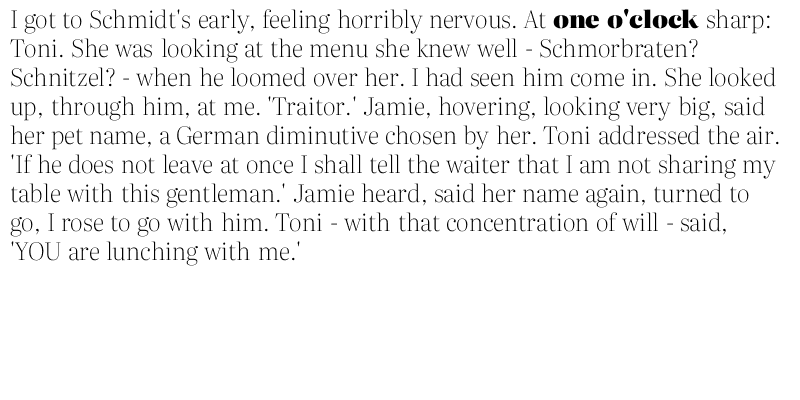 I got to Schmidt's early, feeling horribly nervous. At one o'clock sharp:
Toni. She was looking at the menu she knew well - Schmorbraten?
Schnitzel? - when he loomed over her. I had seen him come in. She looked
up, through him, at me. 'Traitor.' Jamie, hovering, looking very big, said
her pet name, a German diminutive chosen by her. Toni addressed the air.
'If he does not leave at once I shall tell the waiter that I am not sharing my
table with this gentleman.' Jamie heard, said her name again, turned to
go, I rose to go with him. Toni - with that concentration of will - said,
'YOU are lunching with me.'